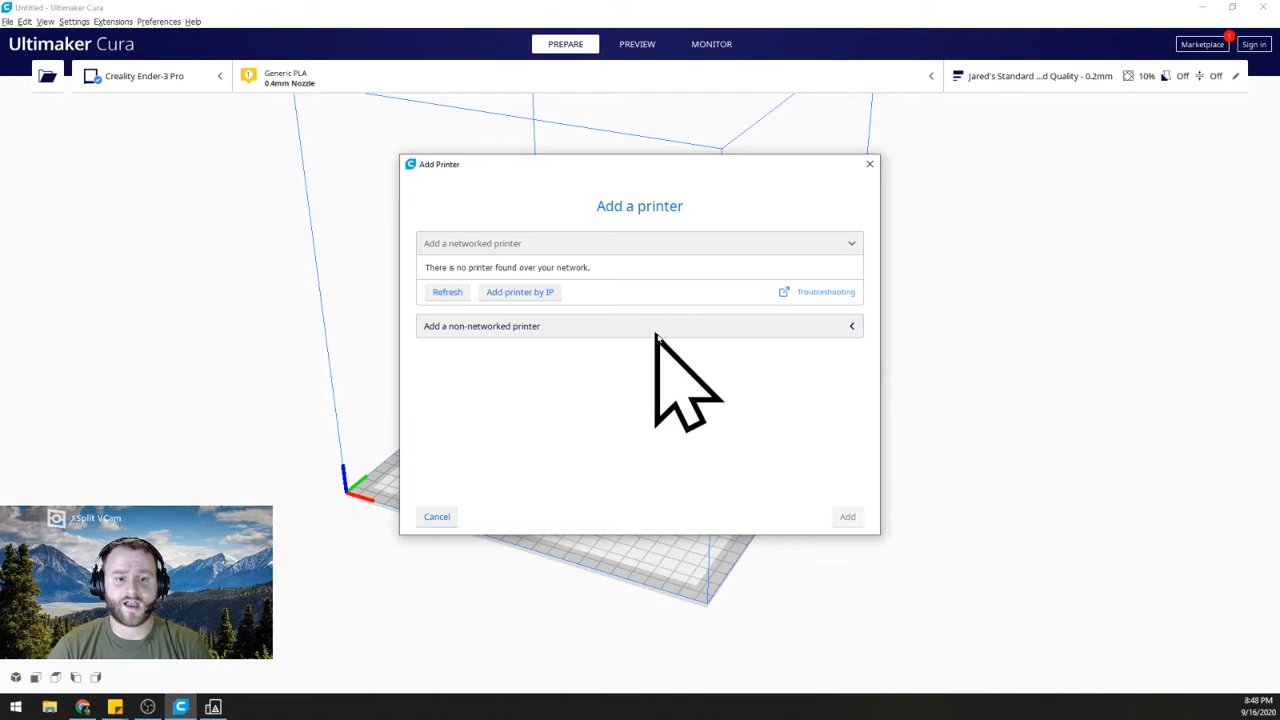 Untitled - Ultimaker Cura
File Edit View Settings Extensions Preferences Help
Ultimaker Cura
PREPARE
PREVIEW
MONITOR
Marketplace
1
Sign in
Creality Ender-3 Pro
1
Generic PLA
0.4mm Nozzle
Jared's Standard ...d Quality - 0.2mm
10%
Off
Off
Add Printer
Add a printer
Add a networked printer
There is no printer found over your network.
Refresh
Add printer by IP
Troubleshooting
Add a non-networked printer
Cancel
Add
XSplit VCam
8:48 PM
9/16/2020